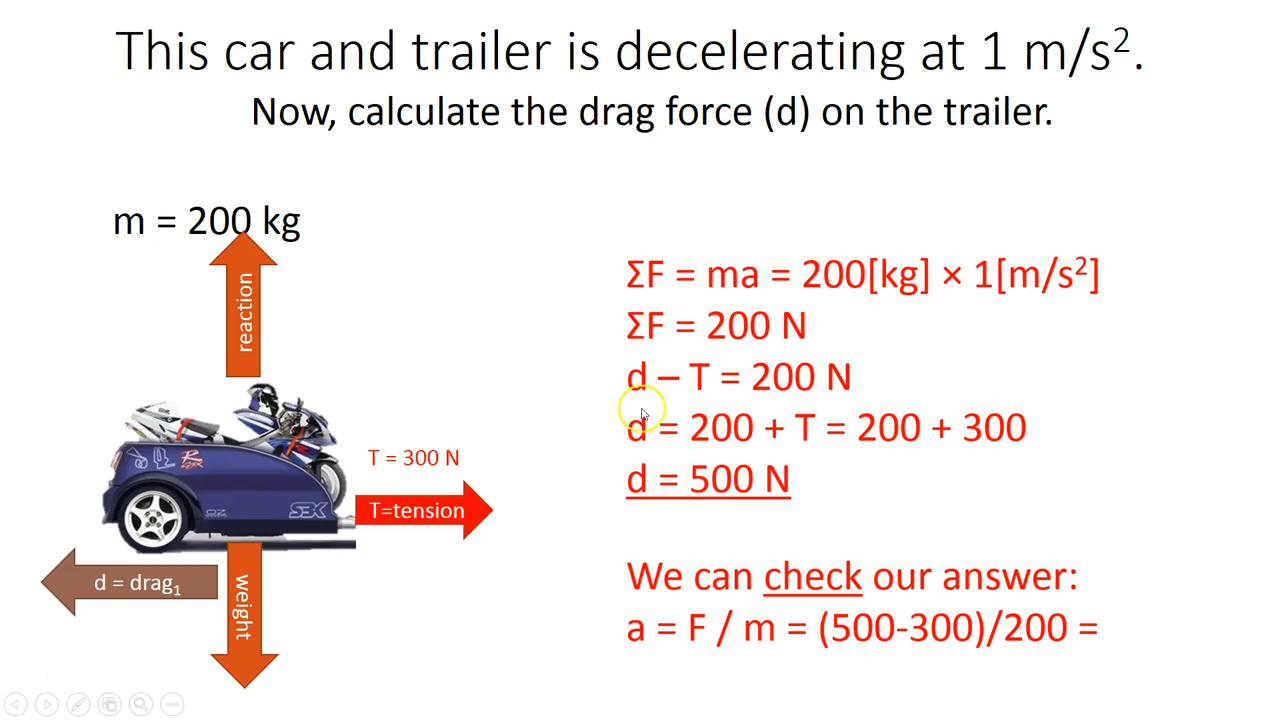 This car and trailer is decelerating at 1 m/s².
Now, calculate the drag force (d) on the trailer.
m = 200 kg
reaction
T = 300 N
T=tension
d = drag₁
weight
OZ
SBK
ΣF = ma = 200[kg] × 1[m/s²]
ΣF = 200 N
d – T = 200 N
d = 200 + T = 200 + 300
d = 500 N
We can check our answer:
a = F / m = (500-300)/200 =